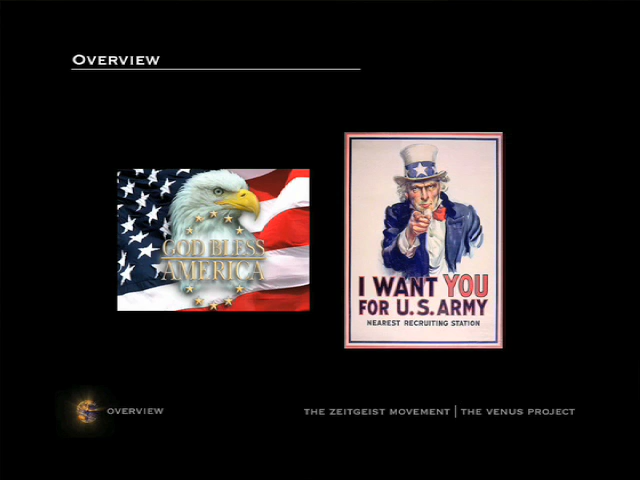 OVERVIEW
GOD BLESS
AMERICA
I WANT YOU
FOR U.S. ARMY
NEAREST RECRUITING STATION
OVERVIEW
THE ZEITGEIST MOVEMENT | THE VENUS PROJECT